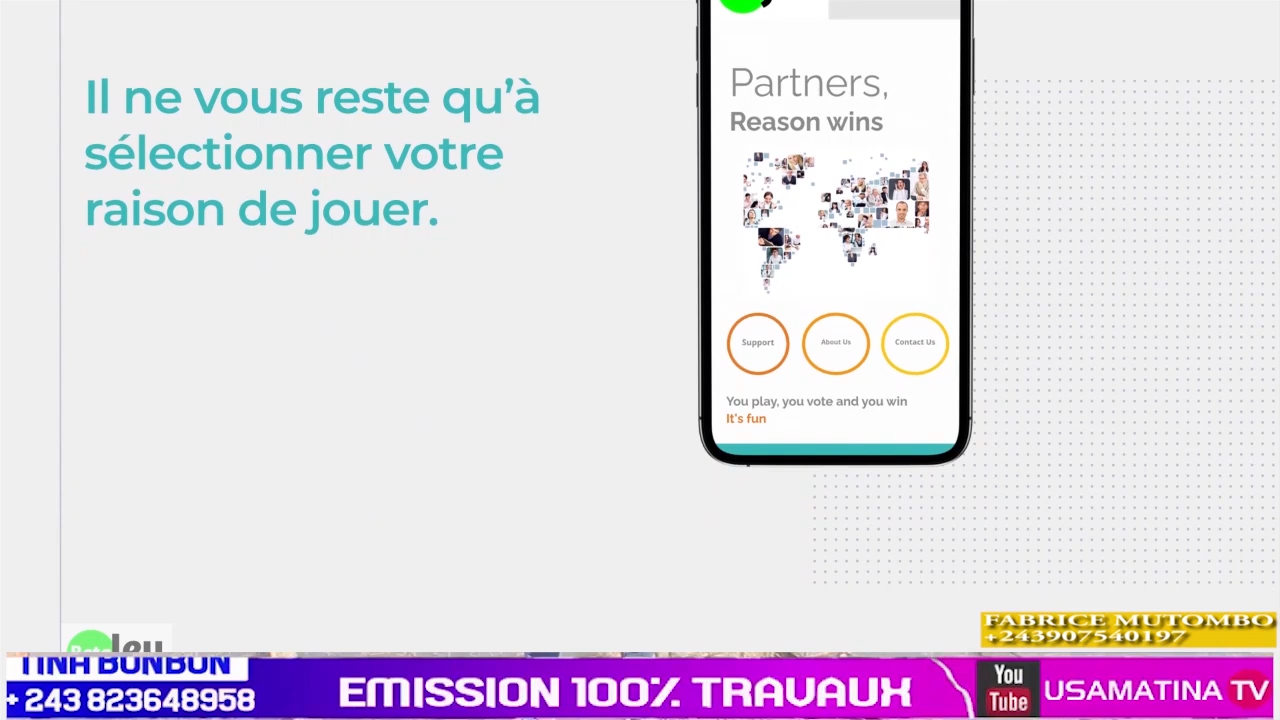 Il ne vous reste qu'à
sélectionner votre
raison de jouer.
Partners,
Reason wins
Support
About Us
Contact Us
You play, you vote and you win
It's fun
FABRICE MUTOMBO
+243907540197
TINA BONBON
+ 243 823648958
EMISSION 100% TRAVAUX
You
Tube
USAMATINA TV